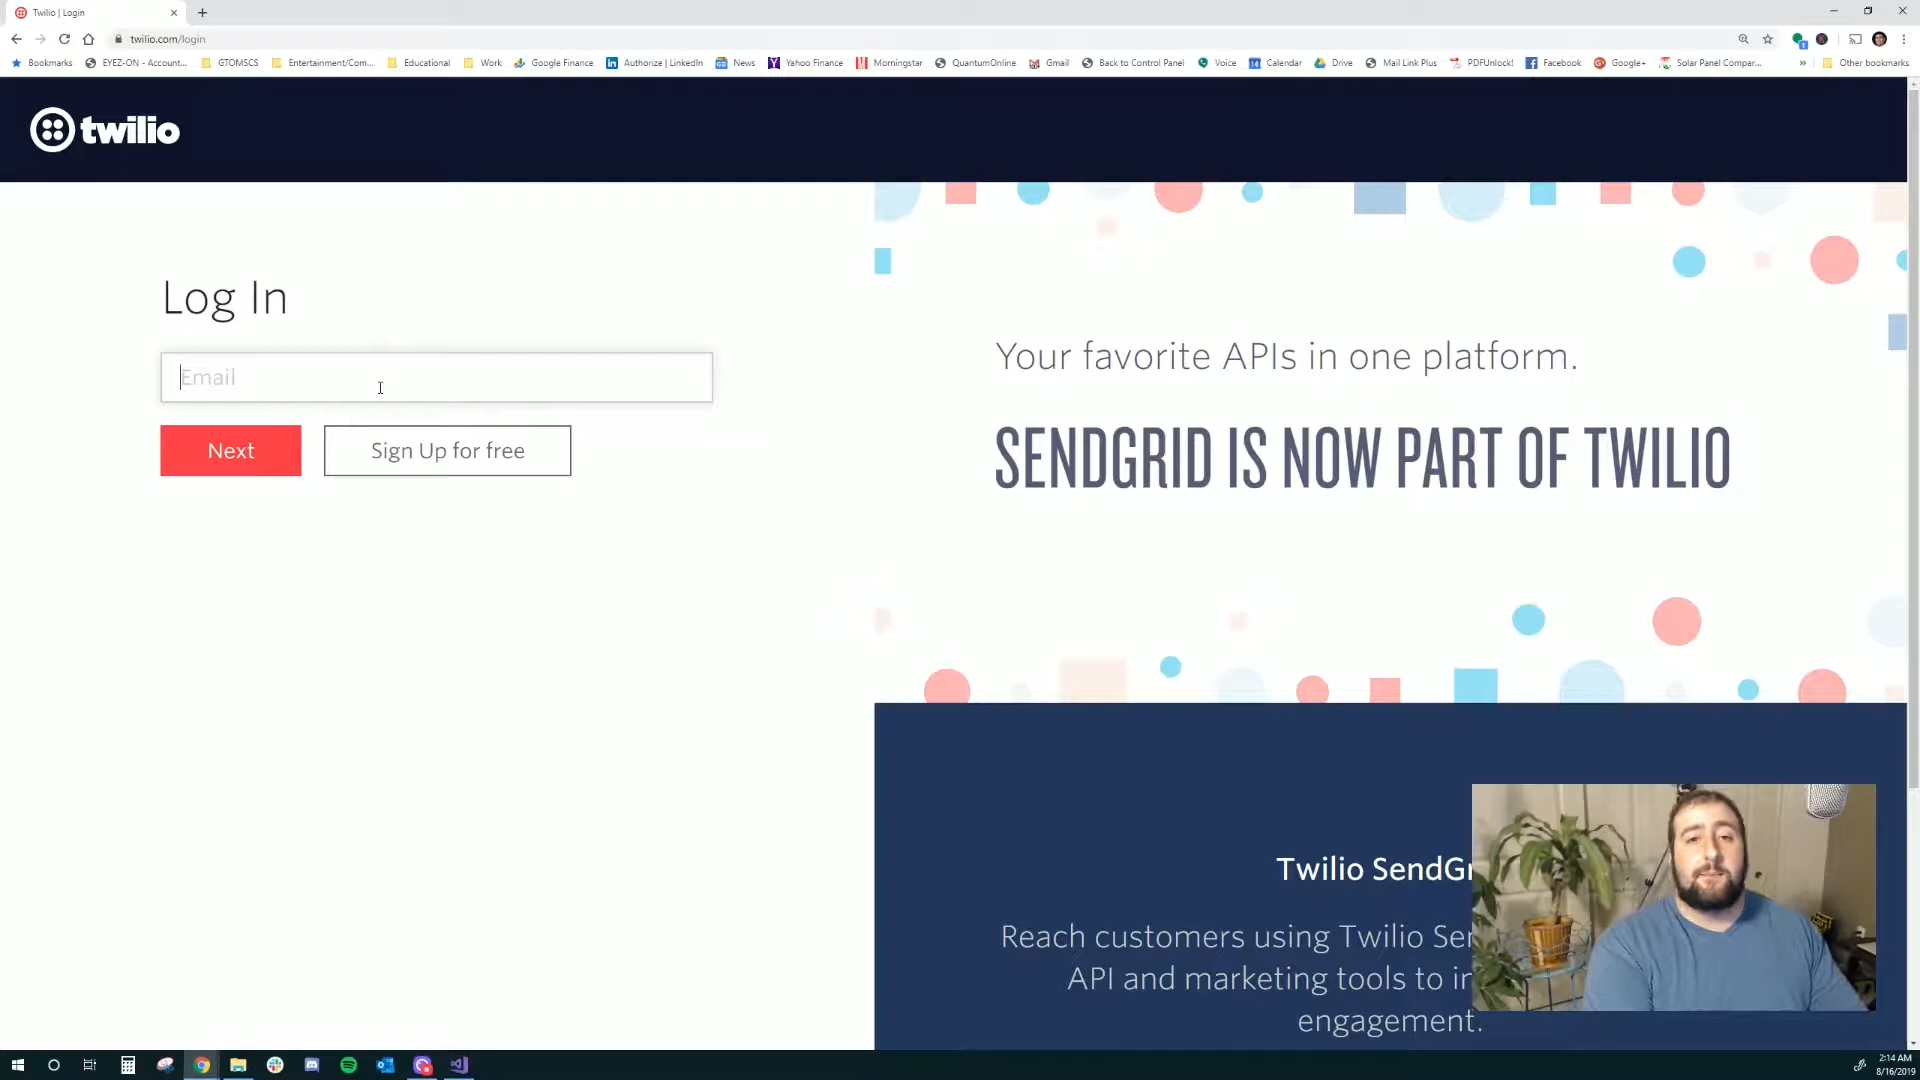 Twilio | Login
twilio.com/login
Bookmarks
EYEZ-ON - Account...
GTOMSCS
Entertainment/Com...
Educational
Work
Google Finance
Authorize | LinkedIn
News
Yahoo Finance
Morningstar
QuantumOnline
Gmail
Back to Control Panel
Voice
Calendar
Drive
Mail Link Plus
PDFUnlock!
Facebook
Google+
Solar Panel Compar...
»
Other bookmarks
twilio
Log In
Email
Next
Sign Up for free
Your favorite APIs in one platform.
SENDGRID IS NOW PART OF TWILIO
Twilio SendGr
Reach customers using Twilio Se
API and marketing tools to i
engagement.
2:14 AM
8/16/2019